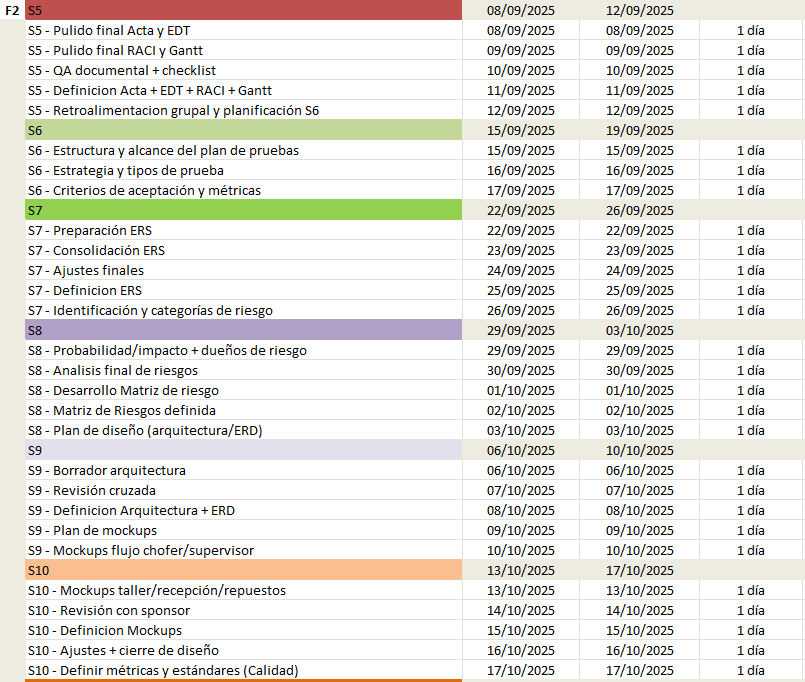 F2 S5 08/09/2025 12/09/2025
S5 - Pulido final Acta y EDT 08/09/2025 08/09/2025 1 día
S5 - Pulido final RACI y Gantt 09/09/2025 09/09/2025 1 día
S5 - QA documental + checklist 10/09/2025 10/09/2025 1 día
S5 - Definicion Acta + EDT + RACI + Gantt 11/09/2025 11/09/2025 1 día
S5 - Retroalimentacion grupal y planificación S6 12/09/2025 12/09/2025 1 día
S6 15/09/2025 19/09/2025
S6 - Estructura y alcance del plan de pruebas 15/09/2025 15/09/2025 1 día
S6 - Estrategia y tipos de prueba 16/09/2025 16/09/2025 1 día
S6 - Criterios de aceptación y métricas 17/09/2025 17/09/2025 1 día
S7 22/09/2025 26/09/2025
S7 - Preparación ERS 22/09/2025 22/09/2025 1 día
S7 - Consolidación ERS 23/09/2025 23/09/2025 1 día
S7 - Ajustes finales 24/09/2025 24/09/2025 1 día
S7 - Definicion ERS 25/09/2025 25/09/2025 1 día
S7 - Identificación y categorías de riesgo 26/09/2025 26/09/2025 1 día
S8 29/09/2025 03/10/2025
S8 - Probabilidad/impacto + dueños de riesgo 29/09/2025 29/09/2025 1 día
S8 - Analisis final de riesgos 30/09/2025 30/09/2025 1 día
S8 - Desarrollo Matriz de riesgo 01/10/2025 01/10/2025 1 día
S8 - Matriz de Riesgos definida 02/10/2025 02/10/2025 1 día
S8 - Plan de diseño (arquitectura/ERD) 03/10/2025 03/10/2025 1 día
S9 06/10/2025 10/10/2025
S9 - Borrador arquitectura 06/10/2025 06/10/2025 1 día
S9 - Revisión cruzada 07/10/2025 07/10/2025 1 día
S9 - Definicion Arquitectura + ERD 08/10/2025 08/10/2025 1 día
S9 - Plan de mockups 09/10/2025 09/10/2025 1 día
S9 - Mockups flujo chofer/supervisor 10/10/2025 10/10/2025 1 día
S10 13/10/2025 17/10/2025
S10 - Mockups taller/recepción/repuestos 13/10/2025 13/10/2025 1 día
S10 - Revisión con sponsor 14/10/2025 14/10/2025 1 día
S10 - Definicion Mockups 15/10/2025 15/10/2025 1 día
S10 - Ajustes + cierre de diseño 16/10/2025 16/10/2025 1 día
S10 - Definir métricas y estándares (Calidad) 17/10/2025 17/10/2025 1 día